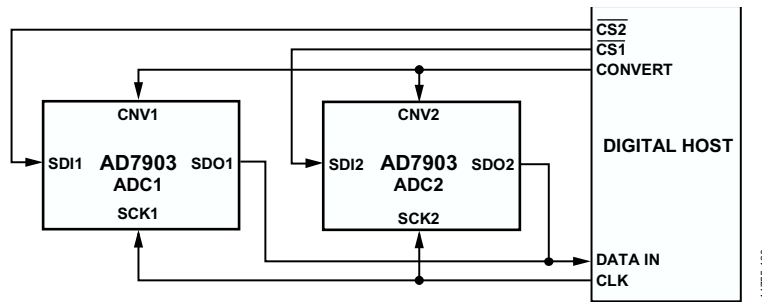 CS2
CS1
CONVERT
CNV1
CNV2
DIGITAL HOST
SDI1
AD7903
SDO1
ADC1
SCK1
SDI2
AD7903
SDO2
ADC2
SCK2
DATA IN
CLK